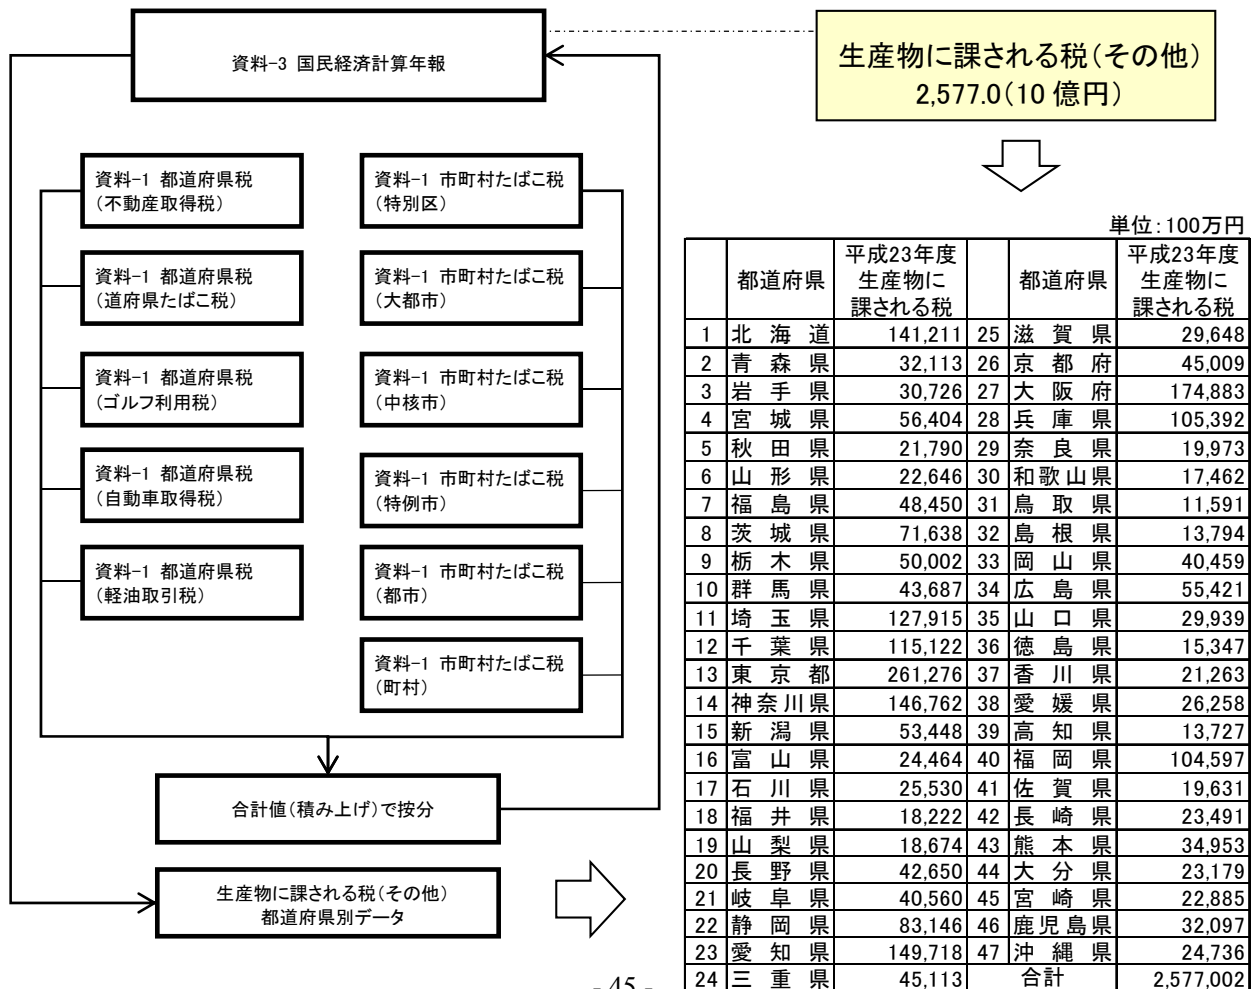 資料-3 国民経済計算年報
生産物に課される税(その他)
2,577.0(10 億円)
資料-1 都道府県税
(不動産取得税)
資料-1 市町村たばこ税
(特別区)
資料-1 都道府県税
(道府県たばこ税)
資料-1 市町村たばこ税
(大都市)
資料-1 都道府県税
(ゴルフ利用税)
資料-1 市町村たばこ税
(中核市)
資料-1 都道府県税
(自動車取得税)
資料-1 市町村たばこ税
(特例市)
資料-1 都道府県税
(軽油取引税)
資料-1 市町村たばこ税
(都市)
資料-1 市町村たばこ税
(町村)
合計値(積み上げ)で按分
生産物に課される税(その他)
都道府県別データ
単位:100万円
都道府県 平成23年度 生産物に 課される税 都道府県 平成23年度 生産物に 課される税
1 北海道 141,211 25 滋賀県 29,648
2 青森県 32,113 26 京都府 45,009
3 岩手県 30,726 27 大阪府 174,883
4 宮城県 56,404 28 兵庫県 105,392
5 秋田県 21,790 29 奈良県 19,973
6 山形県 22,646 30 和歌山県 17,462
7 福島県 48,450 31 鳥取県 11,591
8 茨城県 71,638 32 島根県 13,794
9 栃木県 50,002 33 岡山県 40,459
10 群馬県 43,687 34 広島県 55,421
11 埼玉県 127,915 35 山口県 29,939
12 千葉県 115,122 36 徳島県 15,347
13 東京都 261,276 37 香川県 21,263
14 神奈川県 146,762 38 愛媛県 26,258
15 新潟県 53,448 39 高知県 13,727
16 富山県 24,464 40 福岡県 104,597
17 石川県 25,530 41 佐賀県 19,631
18 福井県 18,222 42 長崎県 23,491
19 山梨県 18,674 43 熊本県 34,953
20 長野県 42,650 44 大分県 23,179
21 岐阜県 40,560 45 宮崎県 22,885
22 静岡県 83,146 46 鹿児島県 32,097
23 愛知県 149,718 47 沖縄県 24,736
24 三重県 45,113 合計 2,577,002
- 45 -